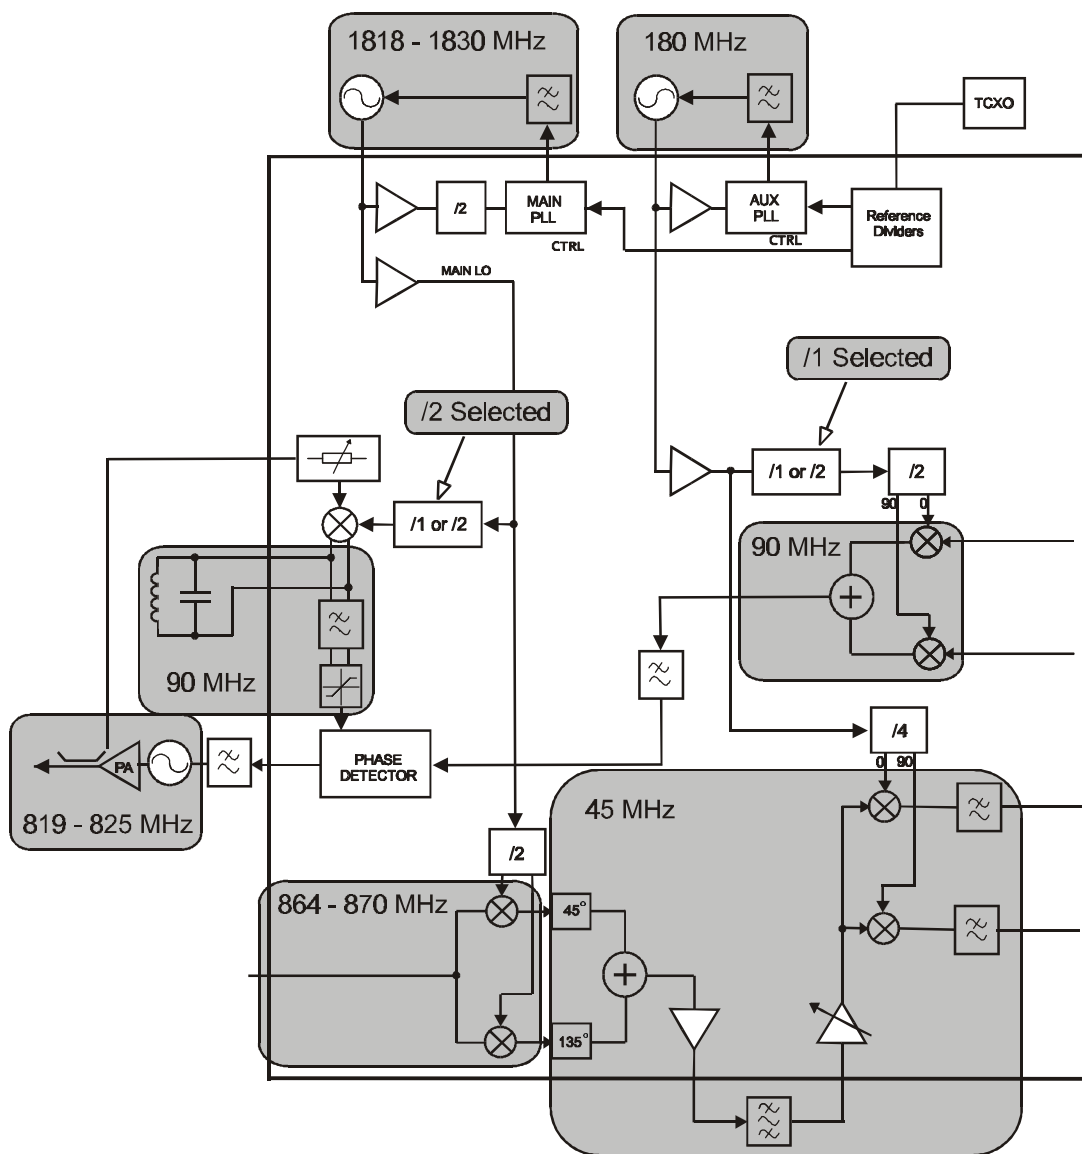 1818 - 1830 MHz
180 MHz
TCXO
/2
MAIN
PLL
CTRL
AUX
PLL
CTRL
Reference
Dividers
MAIN LO
/1 Selected
/2 Selected
/1 or /2
/2
90
0
/1 or /2
90 MHz
90 MHz
/4
0
90
PHASE
DETECTOR
PA
819 - 825 MHz
45 MHz
/2
864 - 870 MHz
45°
135°